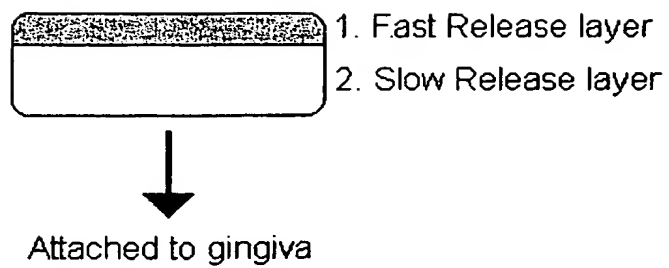 1. Fast Release layer
2. Slow Release layer
Attached to gingiva